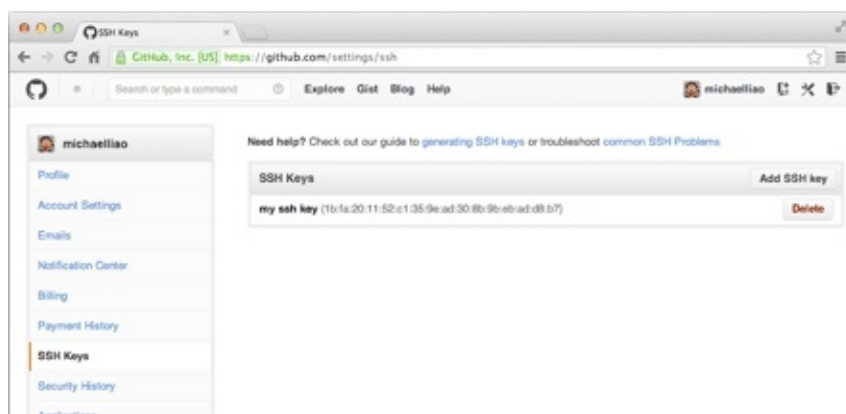 SSH Keys
GitHub, Inc. [US] https://github.com/settings/ssh
Search or type a command Explore Gist Blog Help michaelliao
michaelliao
Need help? Check out our guide to generating SSH keys or troubleshoot common SSH Problems
Profile
SSH Keys Add SSH key
Account Settings
my ssh key (1b:fa:20:11:52:c1:35:9e:ad:30:8b:9b:eb:ad:d8:b7) Delete
Emails
Notification Center
Billing
Payment History
SSH Keys
Security History